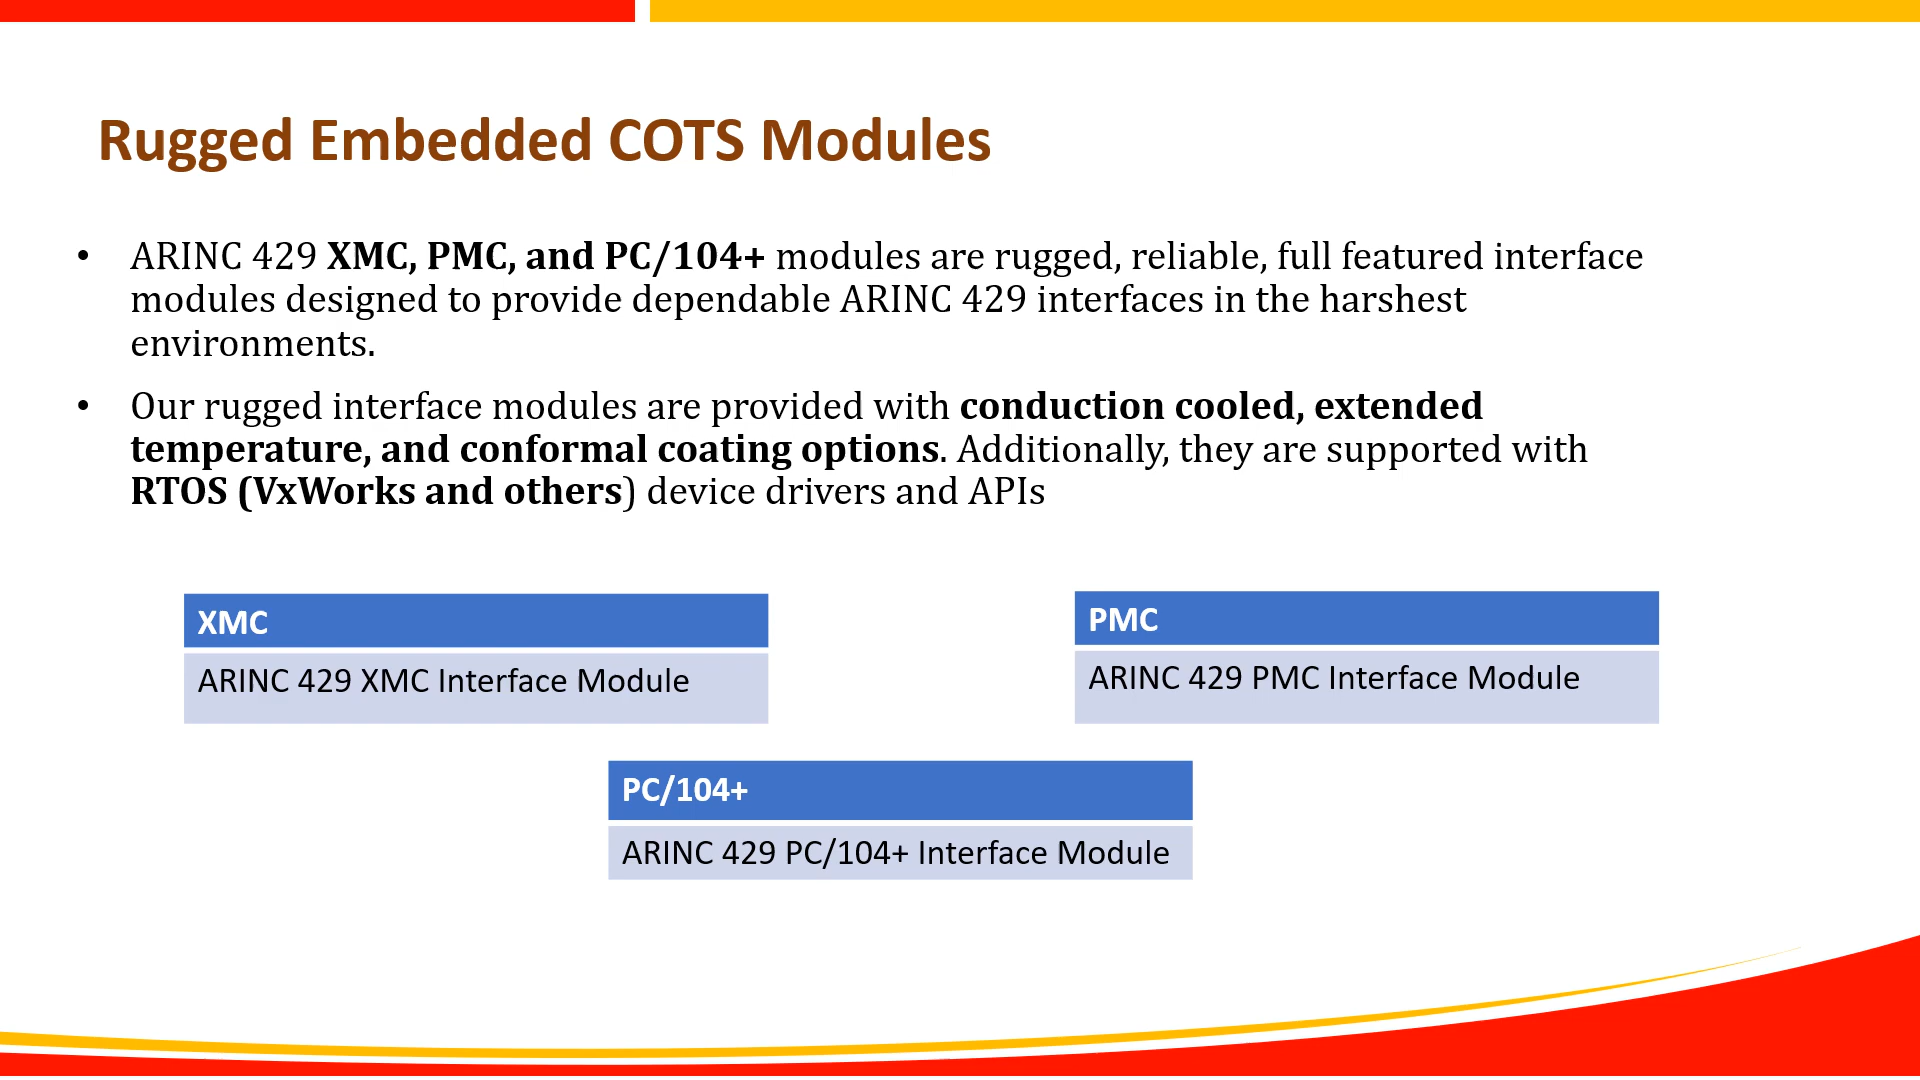 Rugged Embedded COTS Modules
• ARINC 429 XMC, PMC, and PC/104+ modules are rugged, reliable, full featured interface
modules designed to provide dependable ARINC 429 interfaces in the harshest
environments.
• Our rugged interface modules are provided with conduction cooled, extended
temperature, and conformal coating options. Additionally, they are supported with
RTOS (VxWorks and others) device drivers and APIs
XMC
ARINC 429 XMC Interface Module
PMC
ARINC 429 PMC Interface Module
PC/104+
ARINC 429 PC/104+ Interface Module